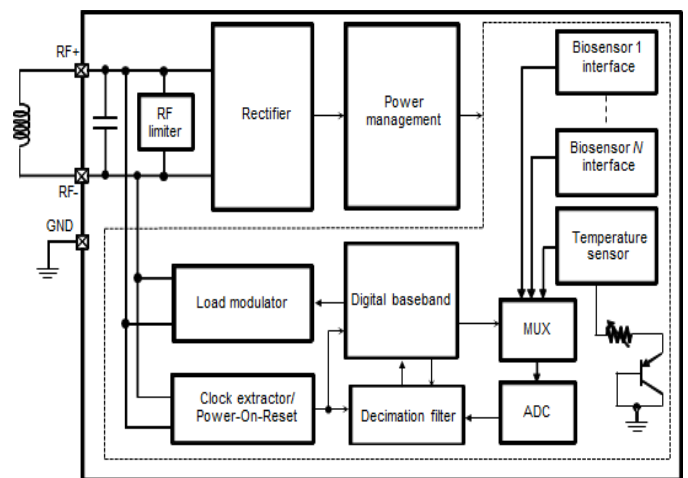 RF+
RF-
GND
RF
limiter
Rectifier
Power
management
Biosensor 1
interface
Biosensor N
interface
Temperature
sensor
Load modulator
Digital baseband
MUX
Clock extractor/
Power-On-Reset
Decimation filter
ADC